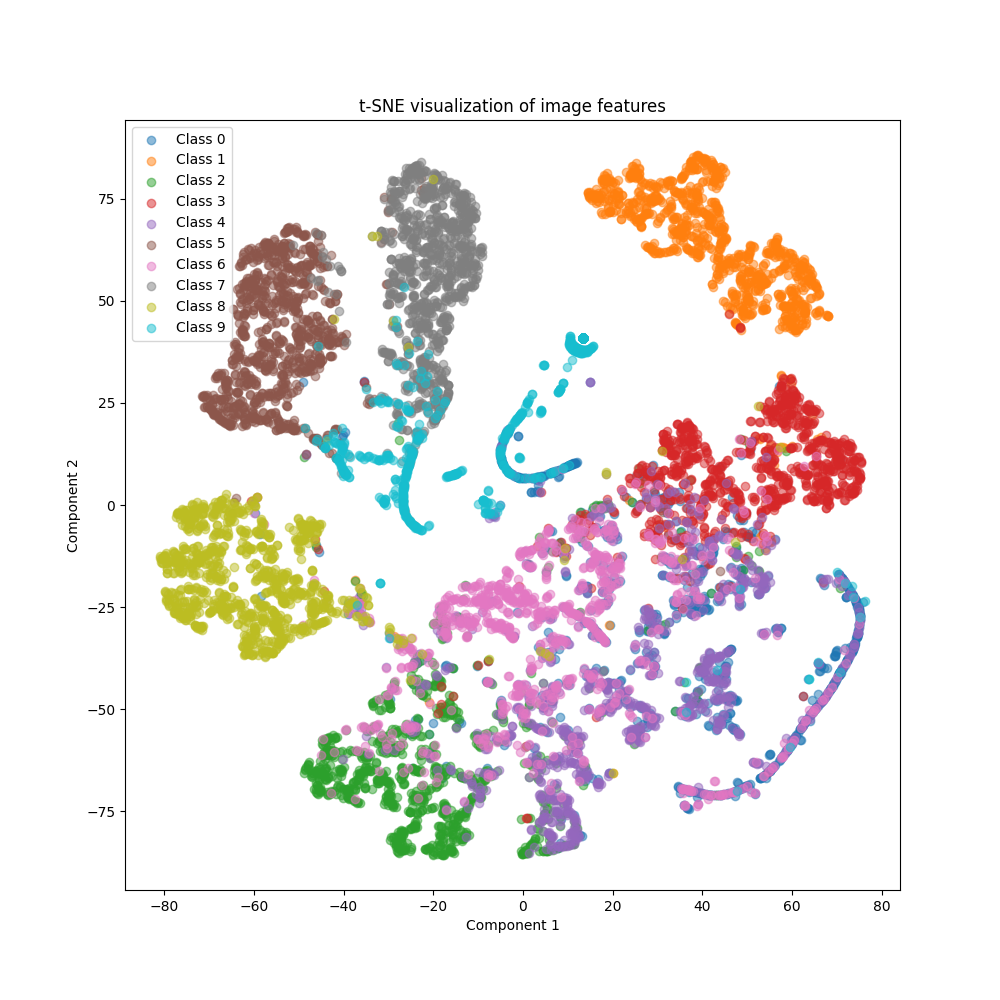 t-SNE visualization of image features
Class 0
Class 1
Class 2
Class 3
Class 4
Class 5
Class 6
Class 7
Class 8
Class 9
75
50
25
0
−25
−50
−75
Component 2
−80 −60 −40 −20 0 20 40 60 80
Component 1